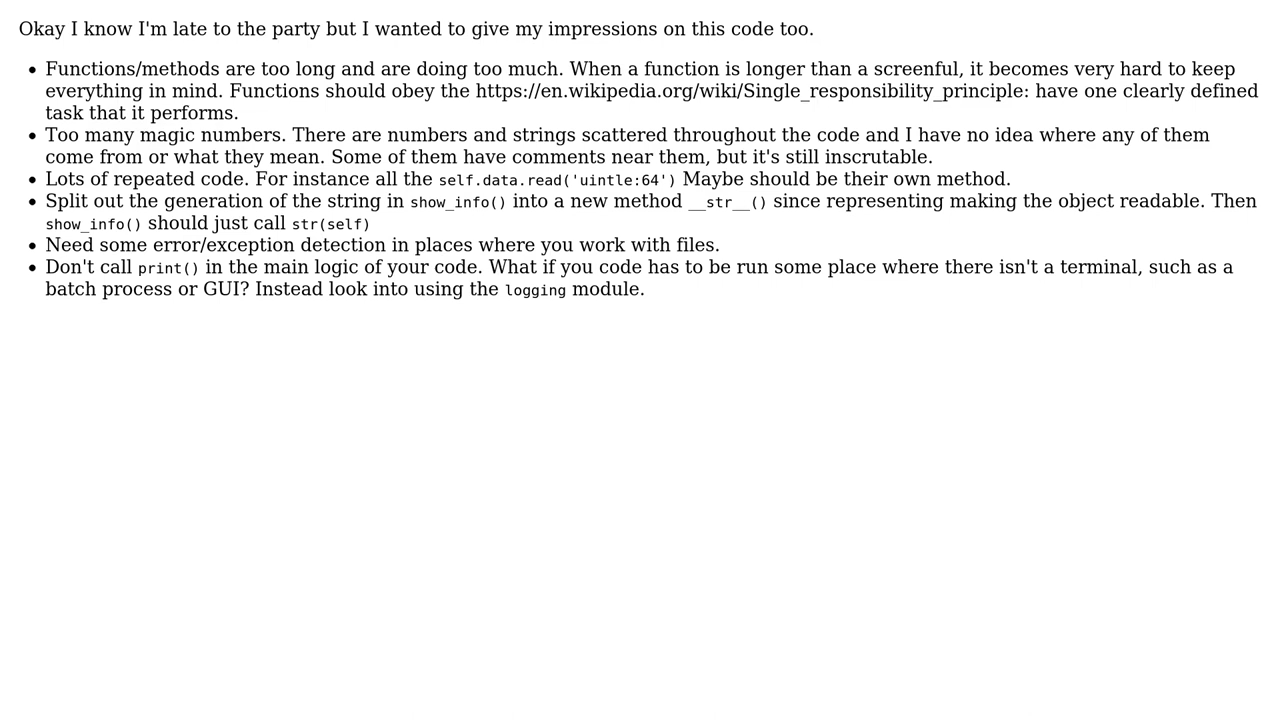 Okay I know I'm late to the party but I wanted to give my impressions on this code too.
• Functions/methods are too long and are doing too much. When a function is longer than a screenful, it becomes very hard to keep
everything in mind. Functions should obey the https://en.wikipedia.org/wiki/Single_responsibility_principle: have one clearly defined
task that it performs.
• Too many magic numbers. There are numbers and strings scattered throughout the code and I have no idea where any of them
come from or what they mean. Some of them have comments near them, but it's still inscrutable.
• Lots of repeated code. For instance all the self.data.read('uintle:64') Maybe should be their own method.
• Split out the generation of the string in show_info() into a new method __str__() since representing making the object readable. Then
show_info() should just call str(self)
• Need some error/exception detection in places where you work with files.
• Don't call print() in the main logic of your code. What if you code has to be run some place where there isn't a terminal, such as a
batch process or GUI? Instead look into using the logging module.